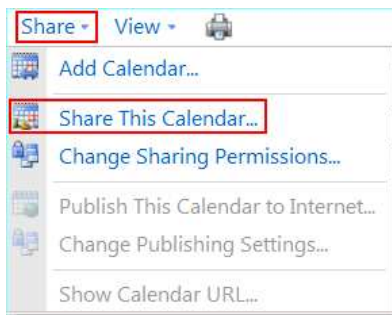 Share View
Add Calendar...
Share This Calendar...
Change Sharing Permissions...
Publish This Calendar to Internet...
Change Publishing Settings...
Show Calendar URL...